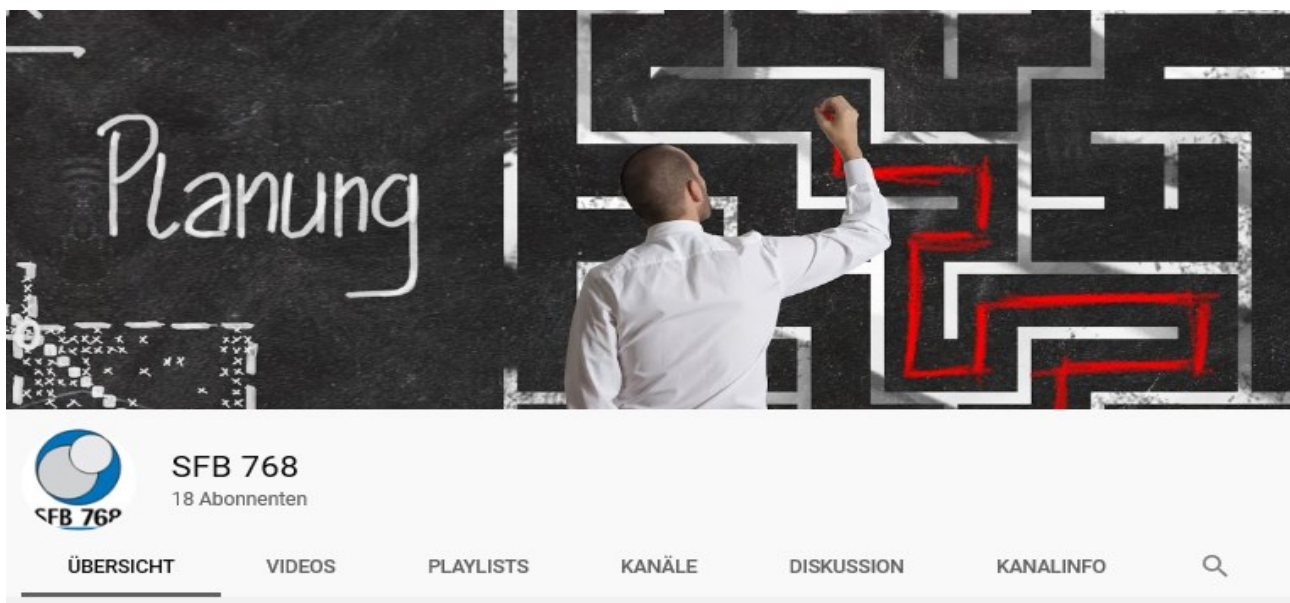 Planung
SFB 768
SFB 768
18 Abonnenten
ÜBERSICHT VIDEOS PLAYLISTS KANÄLE DISKUSSION KANALINFO